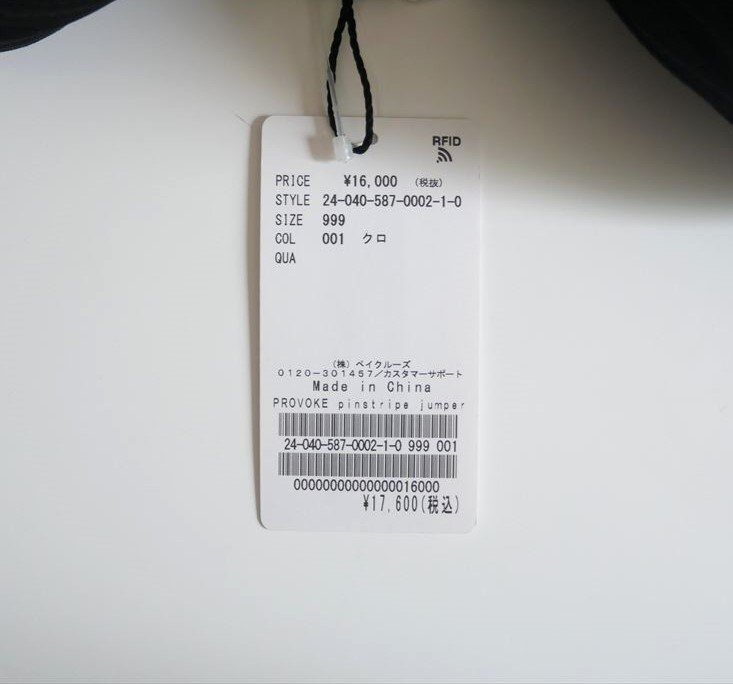 RFID
PRICE ¥16,000 (税抜)
STYLE 24-040-587-0002-1-0
SIZE 999
COL 001 クロ
QUA
(株) ベイクルーズ
0120-301457/カスタマーサポート
Made in China
PROVOKE pinstripe jumper
24-040-587-0002-1-0 999 001
00000000000000016000
¥17,600(税込)